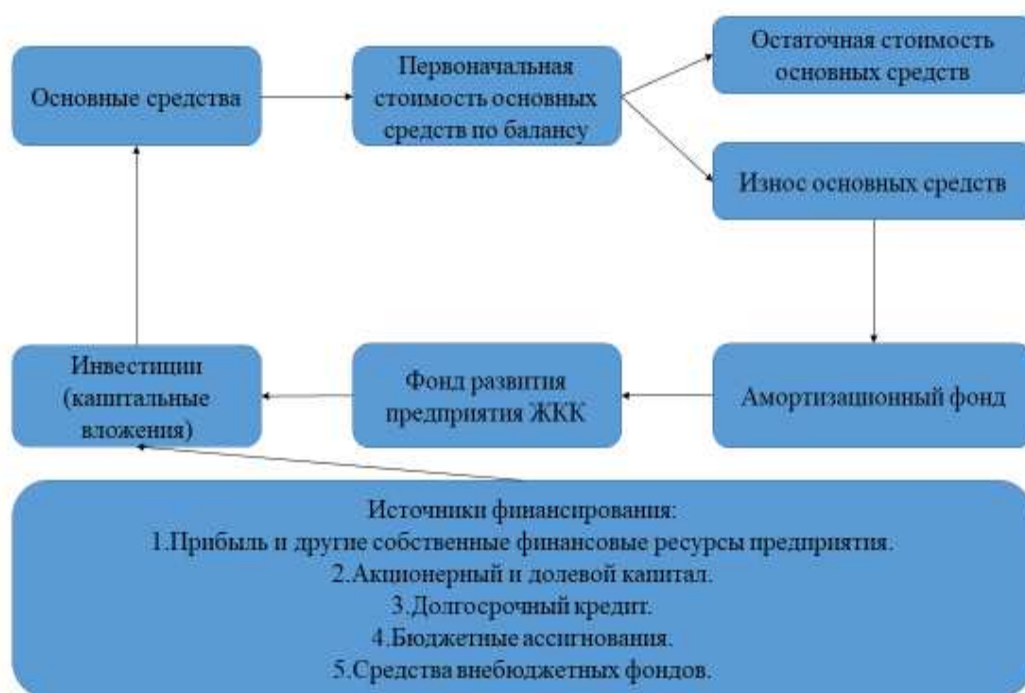 Основные средства
Первоначальная
стоимость основных
средств по балансу
Остаточная стоимость
основных средств
Износ основных средств
Инвестиции
(капитальные
вложения)
Фонд развития
предприятия ЖКК
Амортизационный фонд
Источники финансирования:
1.Прибыль и другие собственные финансовые ресурсы предприятия.
2.Акционерный и долевой капитал.
3.Долгосрочный кредит.
4.Бюджетные ассигнования.
5.Средства внебюджетных фондов.